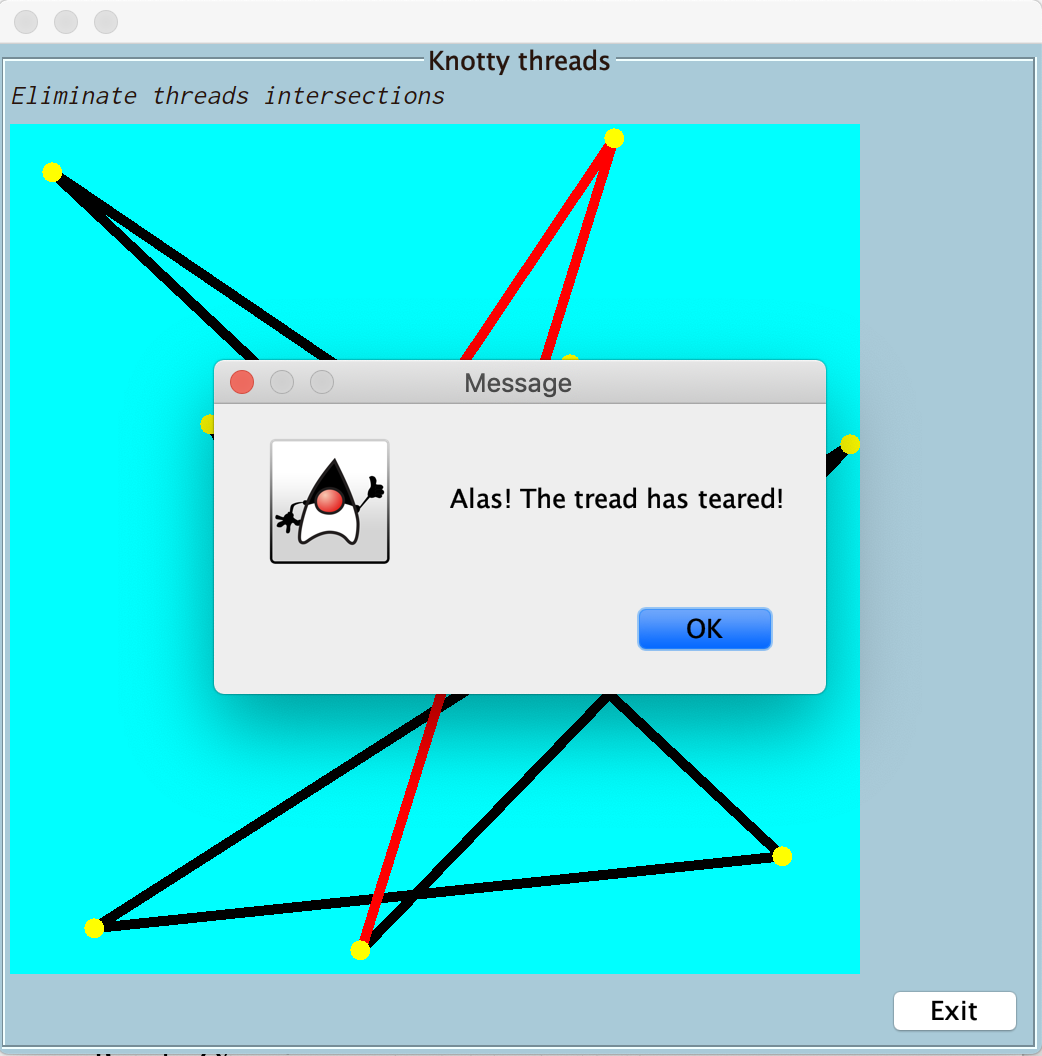 Knotty threads
Eliminate threads intersections
Message
Alas! The tread has teared!
OK
Exit